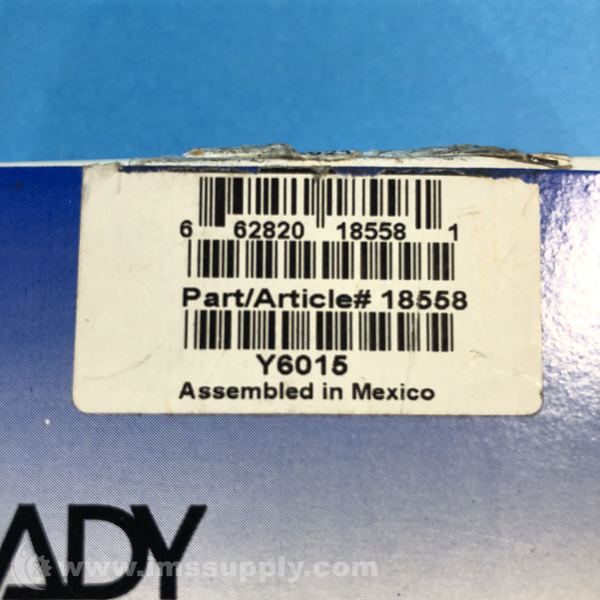 6 62820 18558 1
Part/Article# 18558
Y6015
Assembled in Mexico
ADY
www.imssupply.com